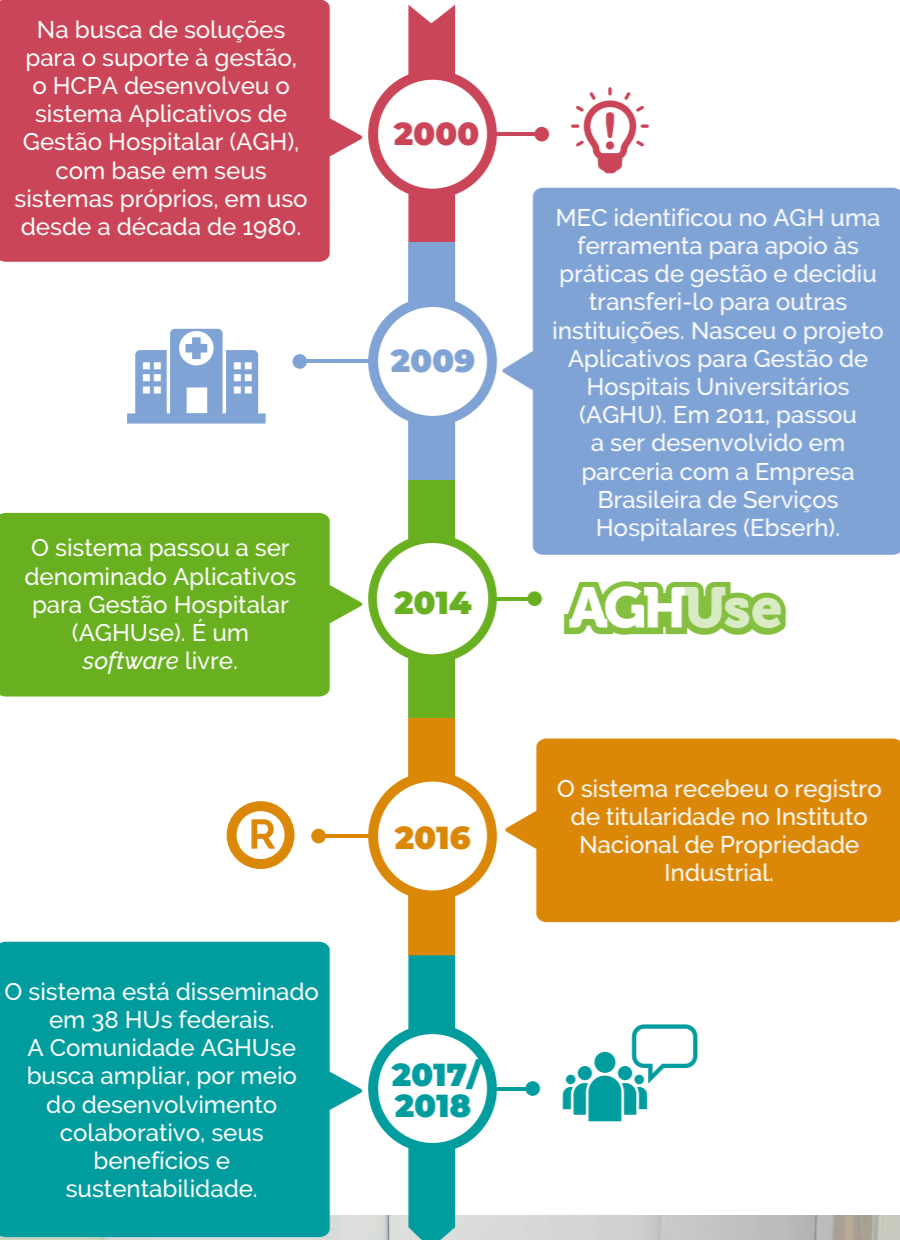 Na busca de soluções
para o suporte à gestão,
o HCPA desenvolveu o
sistema Aplicativos de
Gestão Hospitalar (AGH),
com base em seus
sistemas próprios, em uso
desde a década de 1980.
2000
MEC identificou no AGH uma
ferramenta para apoio às
práticas de gestão e decidiu
transferi-lo para outras
instituições. Nasceu o projeto
Aplicativos para Gestão de
Hospitais Universitários
(AGHU). Em 2011, passou
a ser desenvolvido em
parceria com a Empresa
Brasileira de Serviços
Hospitalares (Ebserh).
2009
O sistema passou a ser
denominado Aplicativos
para Gestão Hospitalar
(AGHUse). É um
software livre.
2014
AGHUse
R
2016
O sistema recebeu o registro
de titularidade no Instituto
Nacional de Propriedade
Industrial.
O sistema está disseminado
em 38 HUs federais.
A Comunidade AGHUse
busca ampliar, por meio
do desenvolvimento
colaborativo, seus
benefícios e
sustentabilidade.
2017/
2018